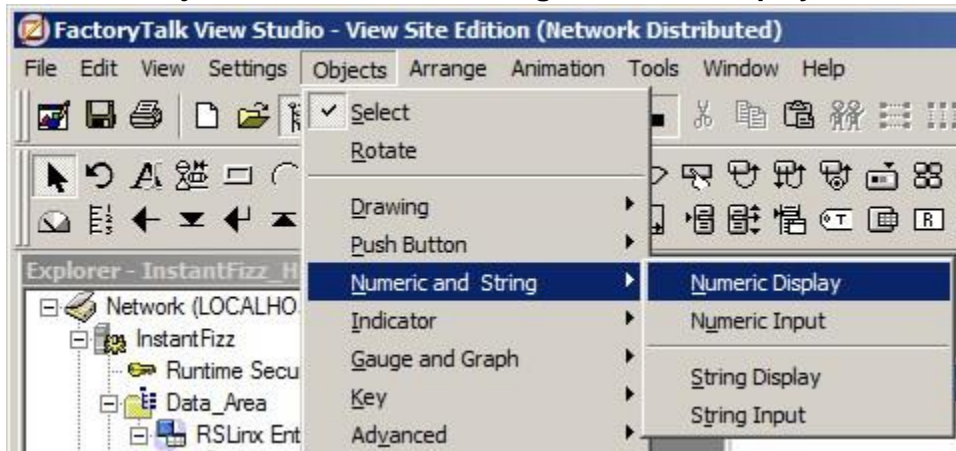 FactoryTalk View Studio - View Site Edition (Network Distributed)
File Edit View Settings Objects Arrange Animation Tools Window Help
Select
Rotate
Drawing
Push Button
Numeric and String
Indicator
Gauge and Graph
Key
Advanced
Numeric Display
Numeric Input
String Display
String Input
Explorer - InstantFizz_H
Network (LOCALHO
InstantFizz
Runtime Secu
Data_Area
RSLinx Ent